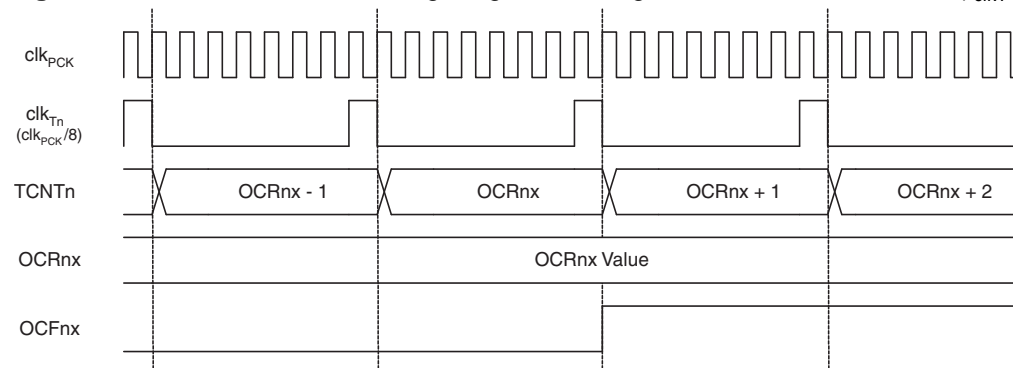 clkPCK
clkTn
(clkPCK/8)
TCNTn OCRnx - 1 OCRnx OCRnx + 1 OCRnx + 2
OCRnx OCRnx Value
OCFnx